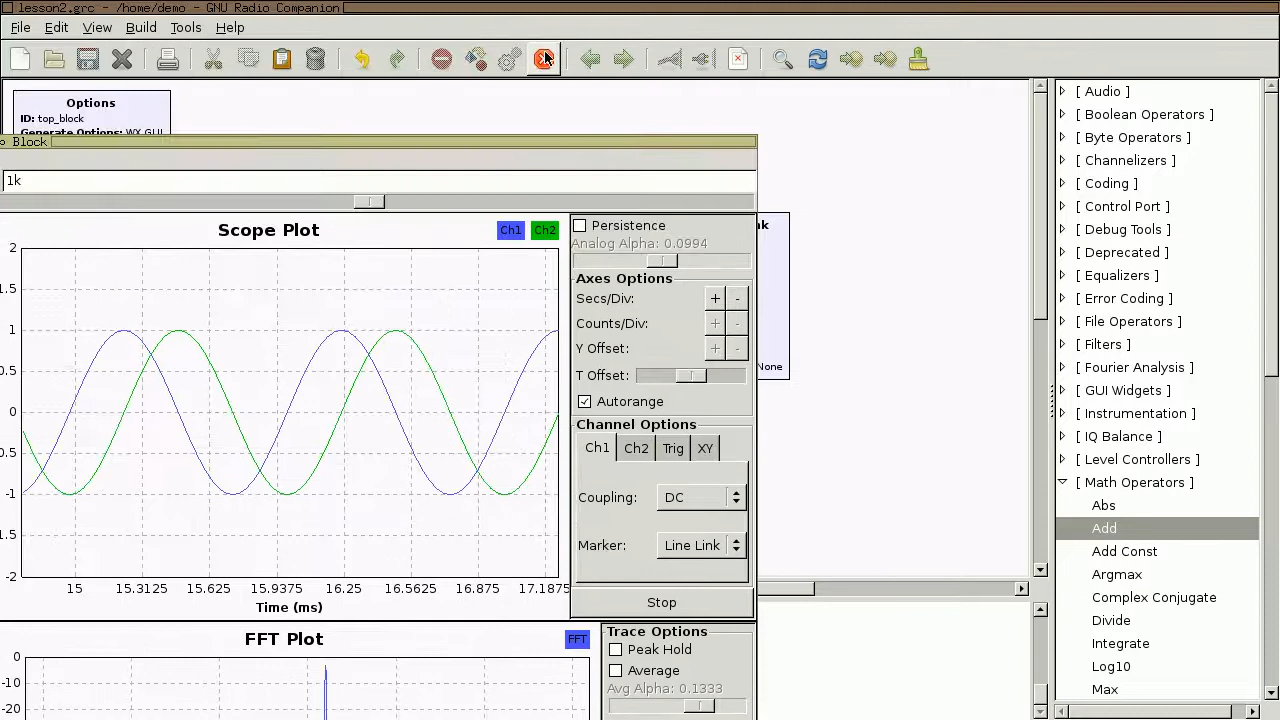 lesson2.grc - /home/demo - GNU Radio Companion
File Edit View Build Tools Help
Options
ID: top_block
Generate Options: WX GUI
Block
1k
Scope Plot
Ch1 Ch2
2
1.5
1
0.5
0
0.5
-1
1.5
-2
15 15.3125 15.625 15.9375 16.25 16.5625 16.875 17.1875
Time (ms)
Persistence
Analog Alpha: 0.0994
Axes Options
Secs/Div: + -
Counts/Div: + -
Y Offset: + -
T Offset:
Autorange
Channel Options
Ch1 Ch2 Trig XY
Coupling: DC
Marker: Line Link
Stop
nk
None
FFT Plot
FFT
0
-10
-20
Trace Options
Peak Hold
Average
Avg Alpha: 0.1333
[ Audio ]
[ Boolean Operators ]
[ Byte Operators ]
[ Channelizers ]
[ Coding ]
[ Control Port ]
[ Debug Tools ]
[ Deprecated ]
[ Equalizers ]
[ Error Coding ]
[ File Operators ]
[ Filters ]
[ Fourier Analysis ]
[ GUI Widgets ]
[ Instrumentation ]
[ IQ Balance ]
[ Level Controllers ]
[ Math Operators ]
Abs
Add
Add Const
Argmax
Complex Conjugate
Divide
Integrate
Log10
Max